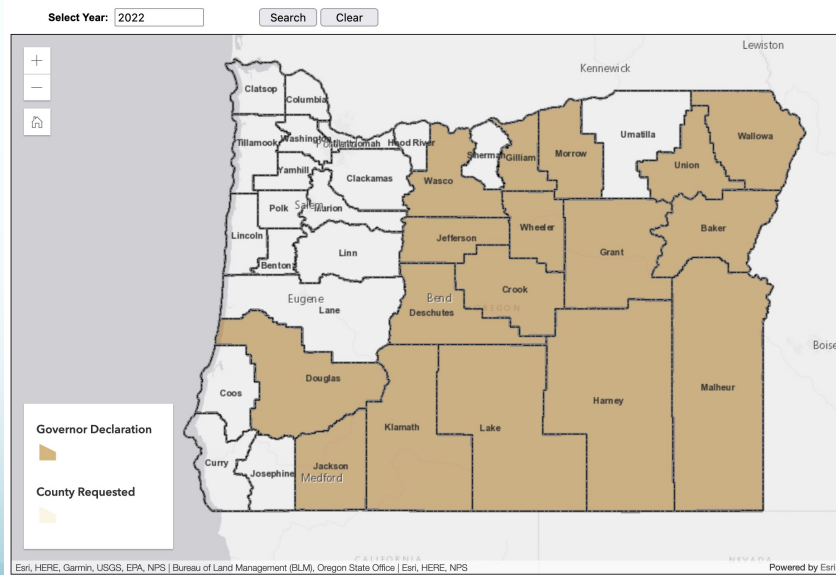 Select Year: 2022 Search Clear
Lewiston
Kennewick
Clatsop
Columbia
Tillamook Washington Multnomah Hood River Sherman Gilliam Morrow Umatilla Union Wallowa
Yamhill Clackamas Wasco
Polk Salem Marion
Lincoln Jefferson Wheeler Grant Baker
Benton Linn
Eugene Lane Bend Deschutes Crook OREGON
Boise
Coos Douglas Malheur
Klamath Lake Harney
Curry Josephine Jackson Medford
Governor Declaration
County Requested
CALIFORNIA NEVADA
Esri, HERE, Garmin, USGS, EPA, NPS | Bureau of Land Management (BLM), Oregon State Office | Esri, HERE, NPS Powered by Esri